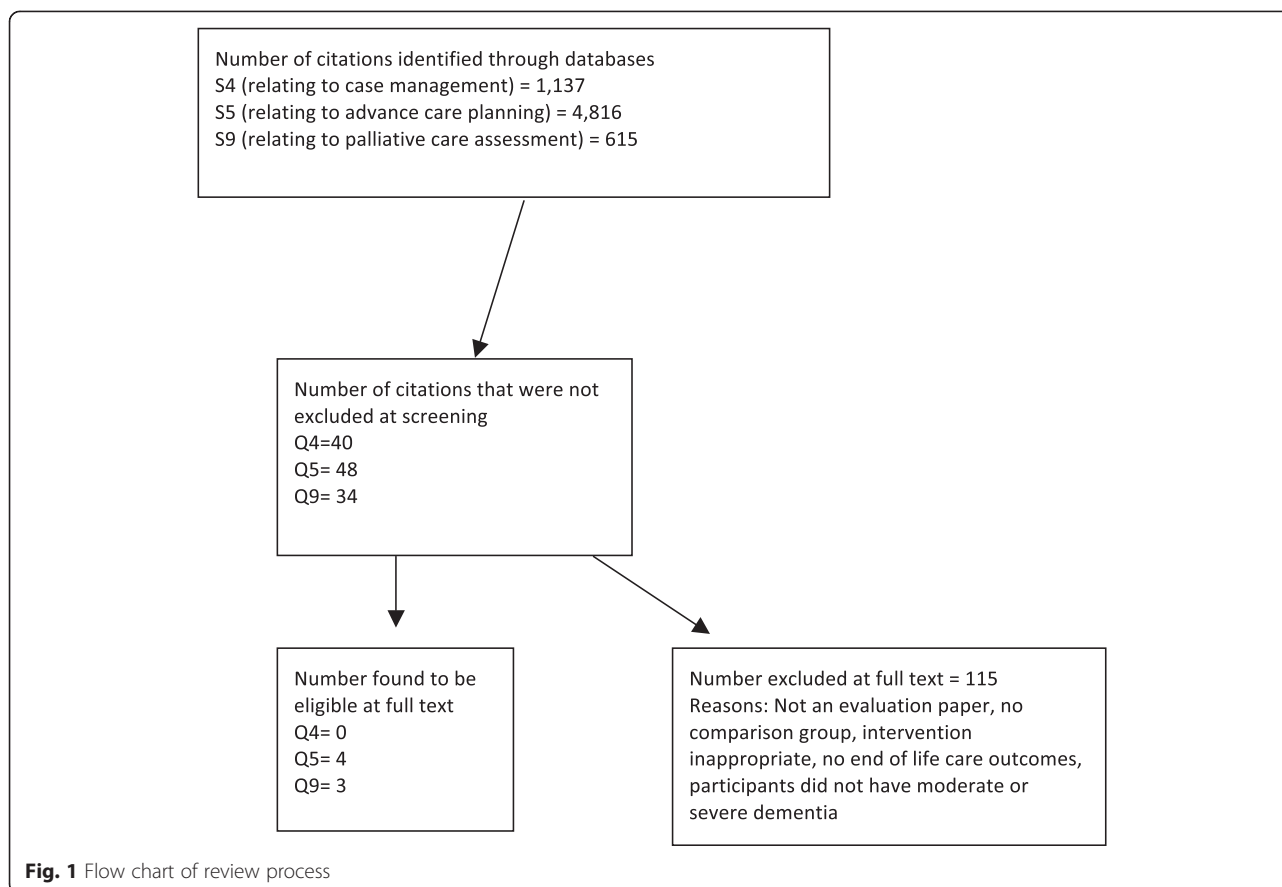 Number of citations identified through databases
S4 (relating to case management) = 1,137
S5 (relating to advance care planning) = 4,816
S9 (relating to palliative care assessment) = 615
Number of citations that were not
excluded at screening
Q4=40
Q5= 48
Q9= 34
Number found to be
eligible at full text
Q4= 0
Q5= 4
Q9= 3
Number excluded at full text = 115
Reasons: Not an evaluation paper, no
comparison group, intervention
inappropriate, no end of life care outcomes,
participants did not have moderate or
severe dementia
Fig. 1 Flow chart of review process